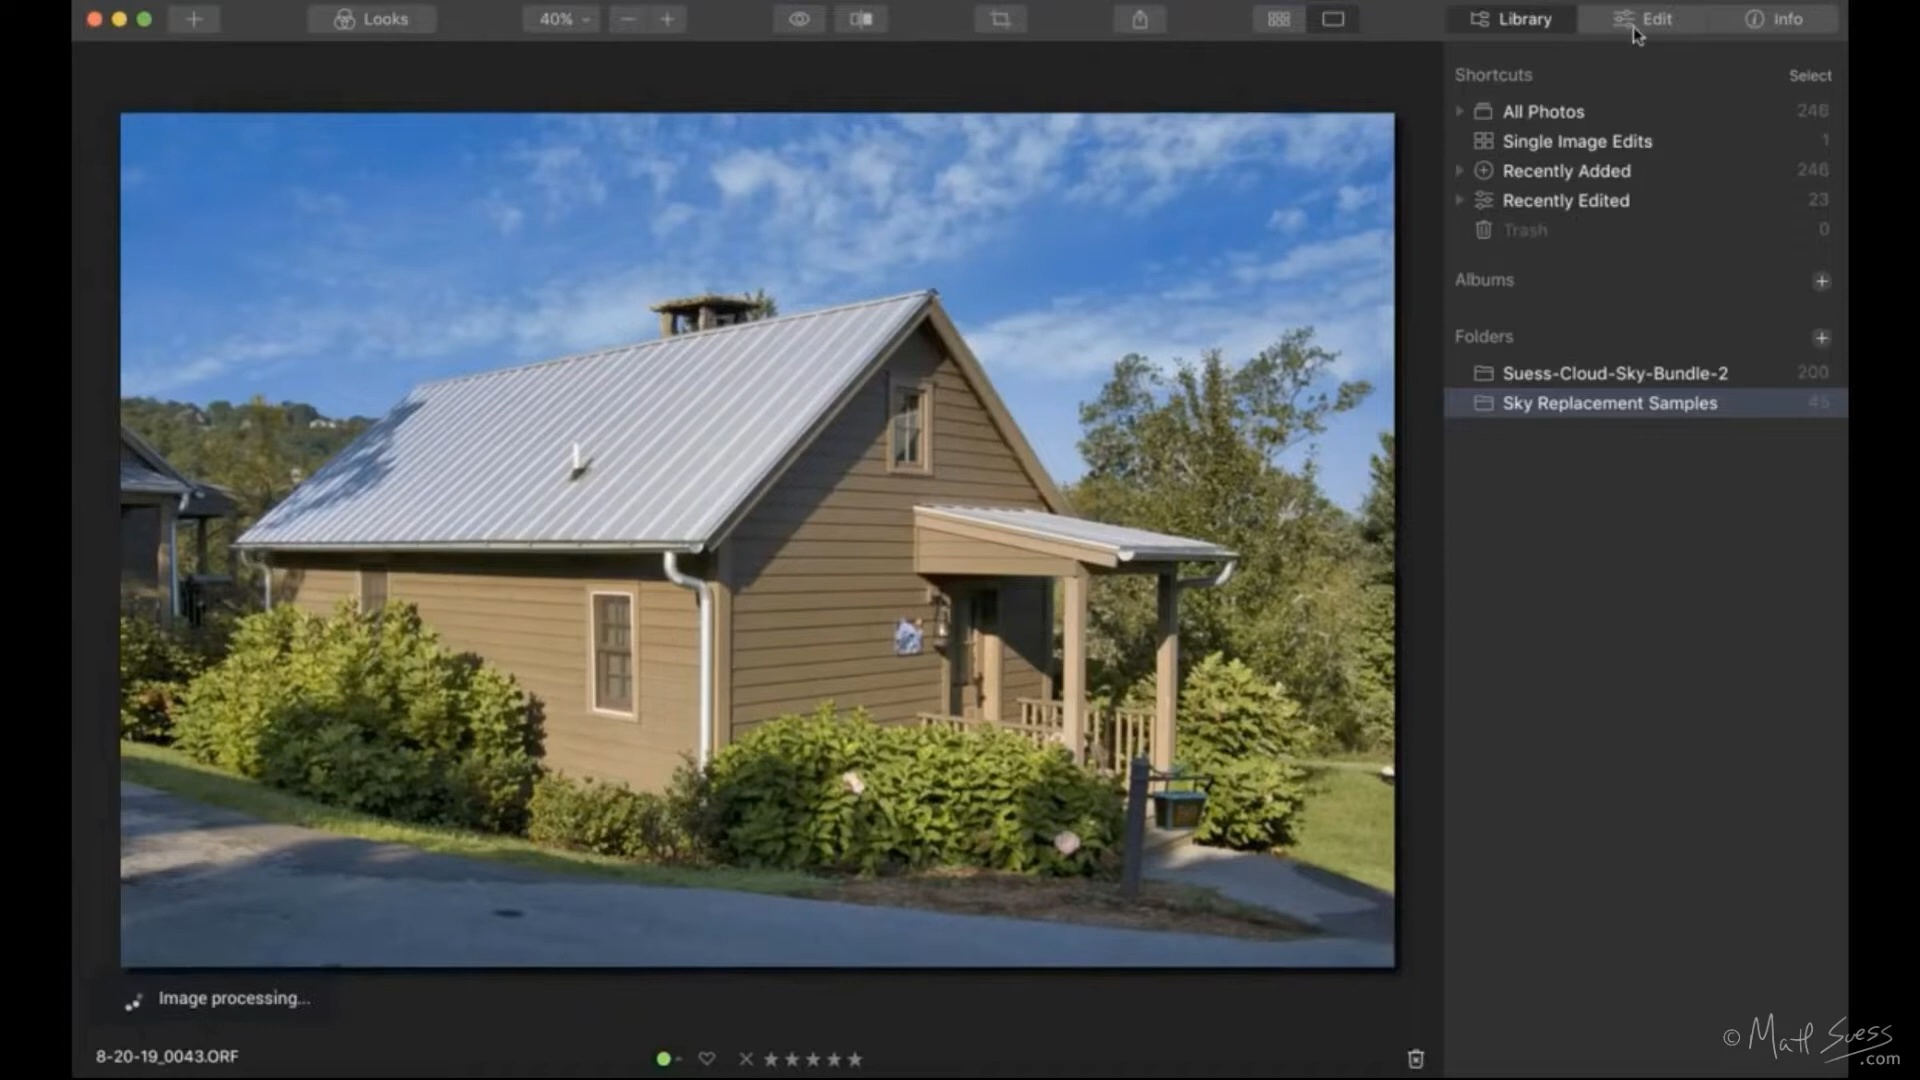 Looks
40%
Library
Edit
Info
Shortcuts
Select
All Photos
246
Single Image Edits
1
Recently Added
246
Recently Edited
23
Trash
0
Albums
Folders
Suess-Cloud-Sky-Bundle-2
200
Sky Replacement Samples
45
Image processing...
8-20-19_0043.ORF
© Matt Suess
.com